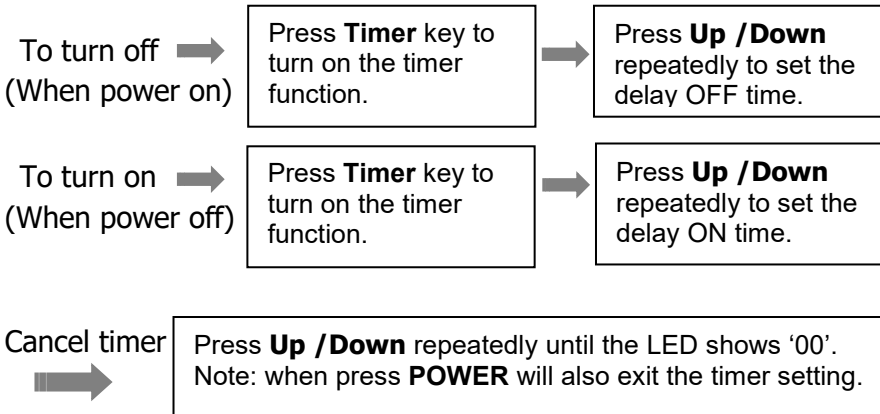 To turn off
(When power on)
Press Timer key to
turn on the timer
function.
Press Up /Down
repeatedly to set the
delay OFF time.
To turn on
(When power off)
Press Timer key to
turn on the timer
function.
Press Up /Down
repeatedly to set the
delay ON time.
Cancel timer
Press Up /Down repeatedly until the LED shows ‘00’.
Note: when press POWER will also exit the timer setting.